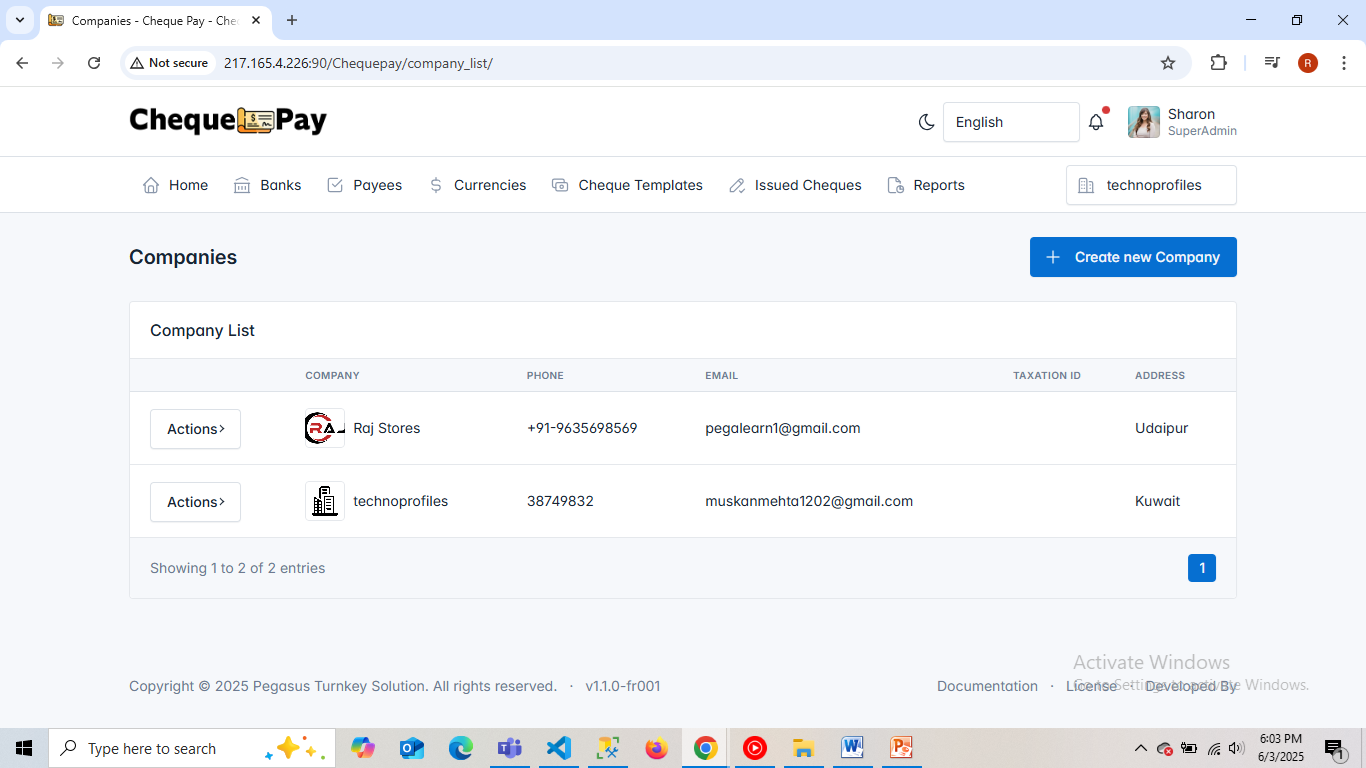 Companies - Cheque Pay - Che
Not secure 217.165.4.226:90/Chequepay/company_list/ R
Cheque Pay English Sharon
SuperAdmin
Home Banks Payees Currencies Cheque Templates Issued Cheques Reports technoprofiles
Companies + Create new Company
Company List
COMPANY PHONE EMAIL TAXATION ID ADDRESS
Actions› RA Raj Stores +91-9635698569 pegalearn1@gmail.com Udaipur
Actions› technoprofiles 38749832 muskanmehta1202@gmail.com Kuwait
Showing 1 to 2 of 2 entries 1
Activate Windows
Copyright © 2025 Pegasus Turnkey Solution. All rights reserved. · v1.1.0-fr001 Documentation · License · Developed By
Go to Settings to activate Windows.
Type here to search 6:03 PM
6/3/2025 1